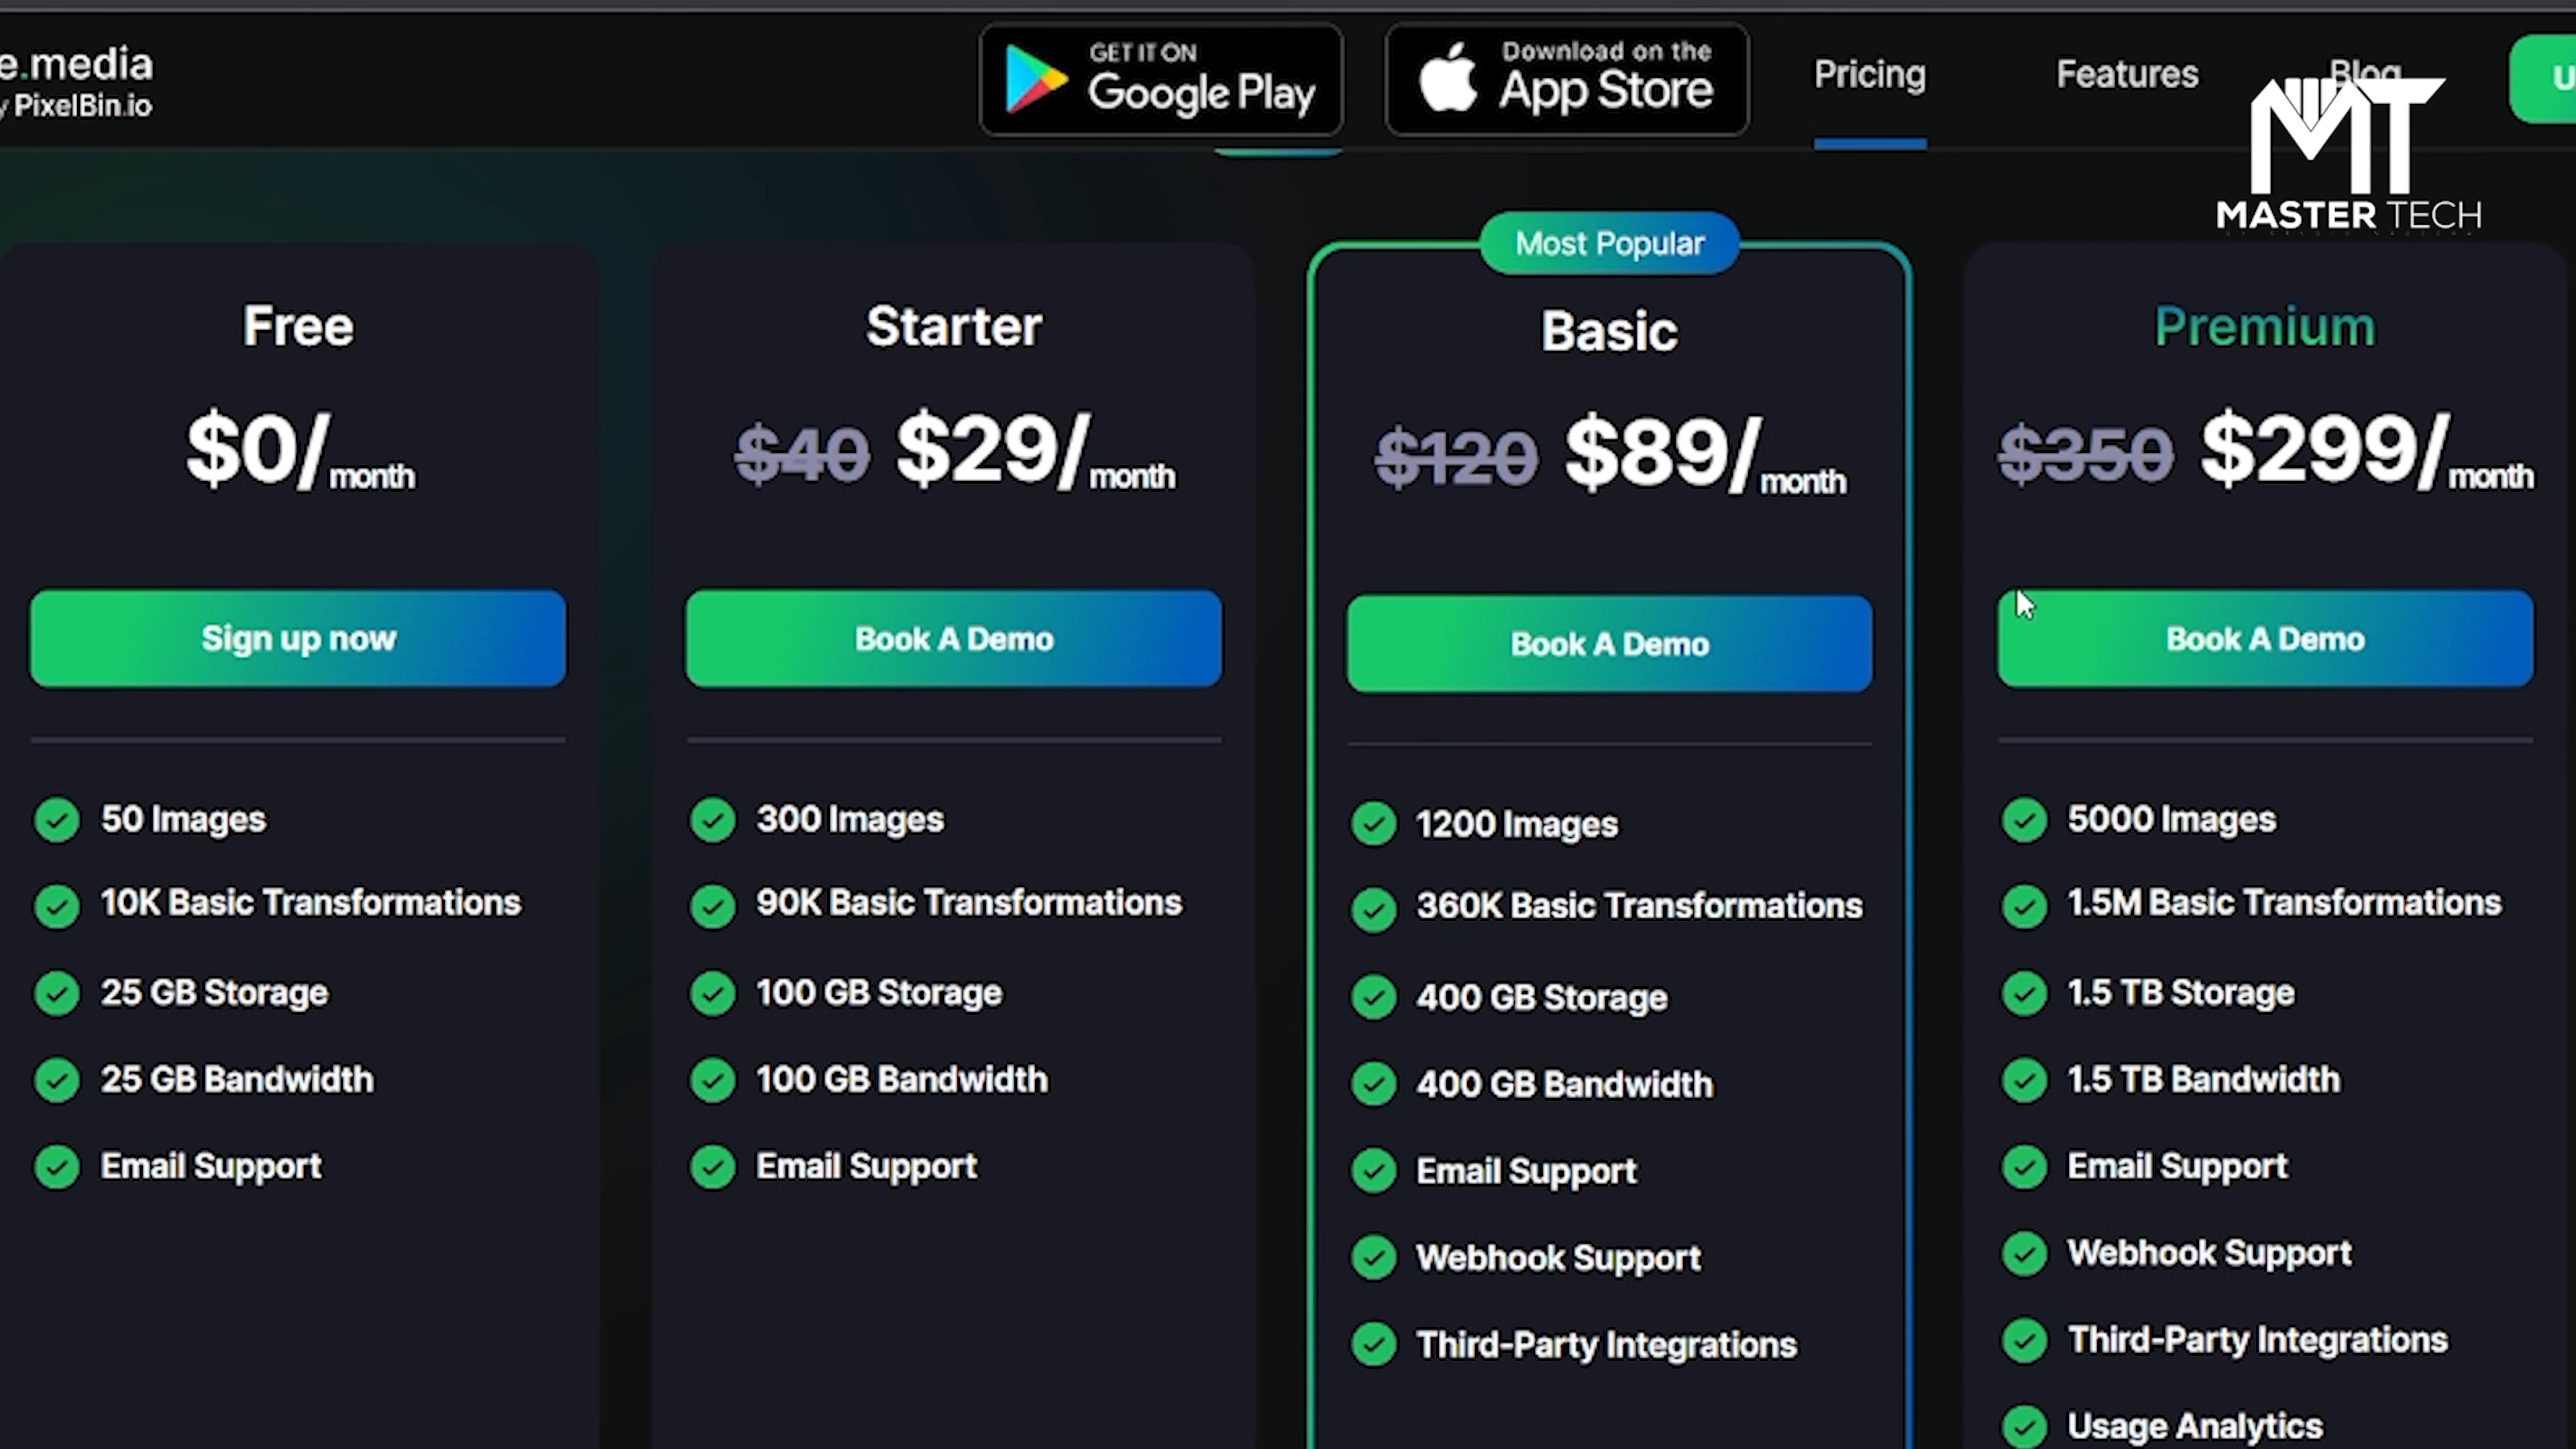 e.media
y PixelBin.io
GET IT ON
Google Play
Download on the
App Store
Pricing
Features
Blog
U
MT
MASTER TECH
Free
$0/month
Sign up now
50 Images
10K Basic Transformations
25 GB Storage
25 GB Bandwidth
Email Support
Starter
$40 $29/month
Book A Demo
300 Images
90K Basic Transformations
100 GB Storage
100 GB Bandwidth
Email Support
Most Popular
Basic
$120 $89/month
Book A Demo
1200 Images
360K Basic Transformations
400 GB Storage
400 GB Bandwidth
Email Support
Webhook Support
Third-Party Integrations
Premium
$350 $299/month
Book A Demo
5000 Images
1.5M Basic Transformations
1.5 TB Storage
1.5 TB Bandwidth
Email Support
Webhook Support
Third-Party Integrations
Usage Analytics